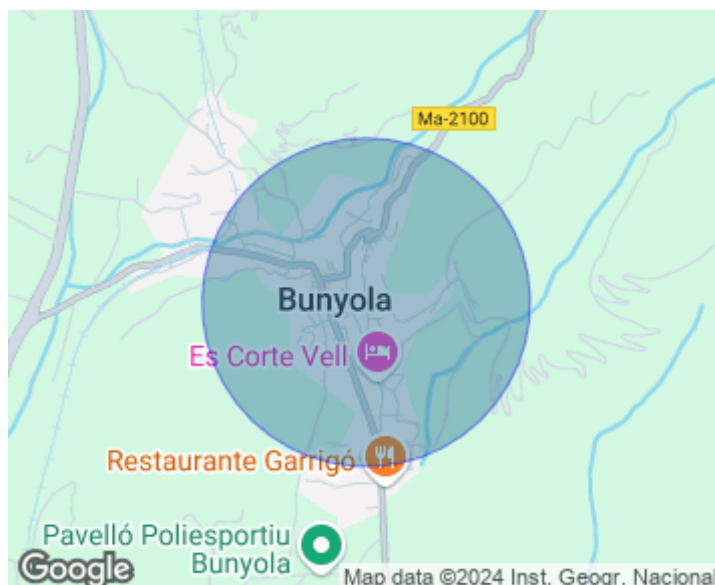 Ma-2100
Bunyola
Es Corte Vell
Restaurante Garrigó
Pavelló Poliesportiu
Bunyola
Google
Map data ©2024 Inst. Geogr. Nacional